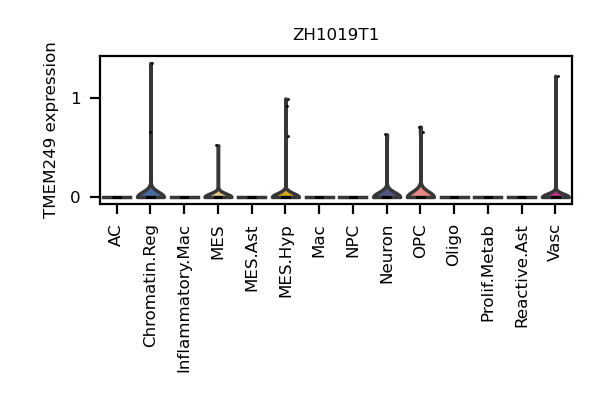 ZH1019T1
TMEM249 expression
1
0
AC
Chromatin.Reg
Inflammatory.Mac
MES
MES.Ast
MES.Hyp
Mac
NPC
Neuron
OPC
Oligo
Prolif.Metab
Reactive.Ast
Vasc